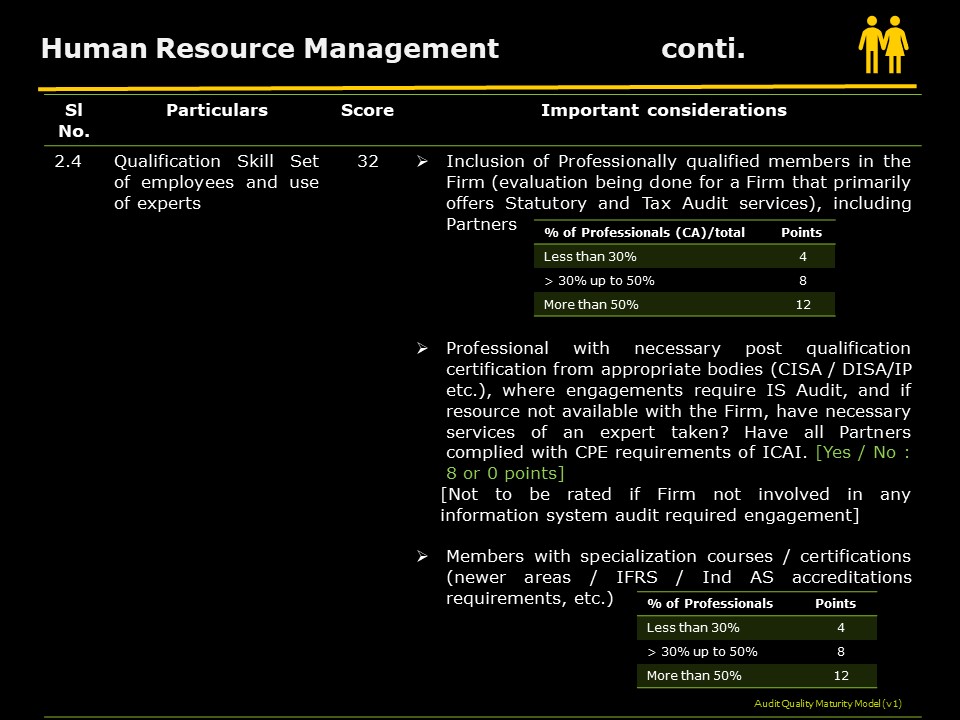 Human Resource Management conti.
Sl No. Particulars Score Important considerations
2.4 Qualification Skill Set of employees and use of experts 32
➢ Inclusion of Professionally qualified members in the
Firm (evaluation being done for a Firm that primarily
offers Statutory and Tax Audit services), including
Partners
% of Professionals (CA)/total Points
Less than 30% 4
> 30% up to 50% 8
More than 50% 12
➢ Professional with necessary post qualification
certification from appropriate bodies (CISA / DISA/IP
etc.), where engagements require IS Audit, and if
resource not available with the Firm, have necessary
services of an expert taken? Have all Partners
complied with CPE requirements of ICAI. [Yes / No :
8 or 0 points]
[Not to be rated if Firm not involved in any
information system audit required engagement]
➢ Members with specialization courses / certifications
(newer areas / IFRS / Ind AS accreditations
requirements, etc.)
% of Professionals Points
Less than 30% 4
> 30% up to 50% 8
More than 50% 12
Audit Quality Maturity Model (v1)